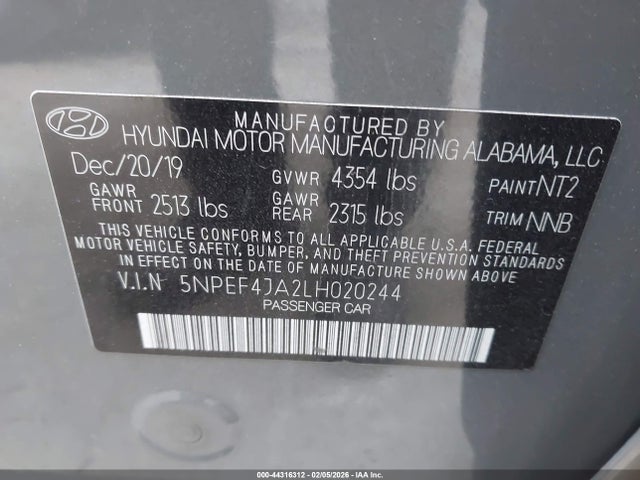 MANUFACTURED BY
HYUNDAI MOTOR MANUFACTURING ALABAMA, LLC
Dec/20/19 GVWR 4354 lbs PAINT NT2
GAWR FRONT 2513 lbs GAWR REAR 2315 lbs TRIM NNB
THIS VEHICLE CONFORMS TO ALL APPLICABLE U.S.A. FEDERAL
MOTOR VEHICLE SAFETY, BUMPER, AND THEFT PREVENTION STANDARDS
IN EFFECT ON THE DATE OF MANUFACTURE SHOWN ABOVE.
V.I.N 5NPEF4JA2LH020244
PASSENGER CAR
000-44316312 - 02/05/2026 - IAA Inc.